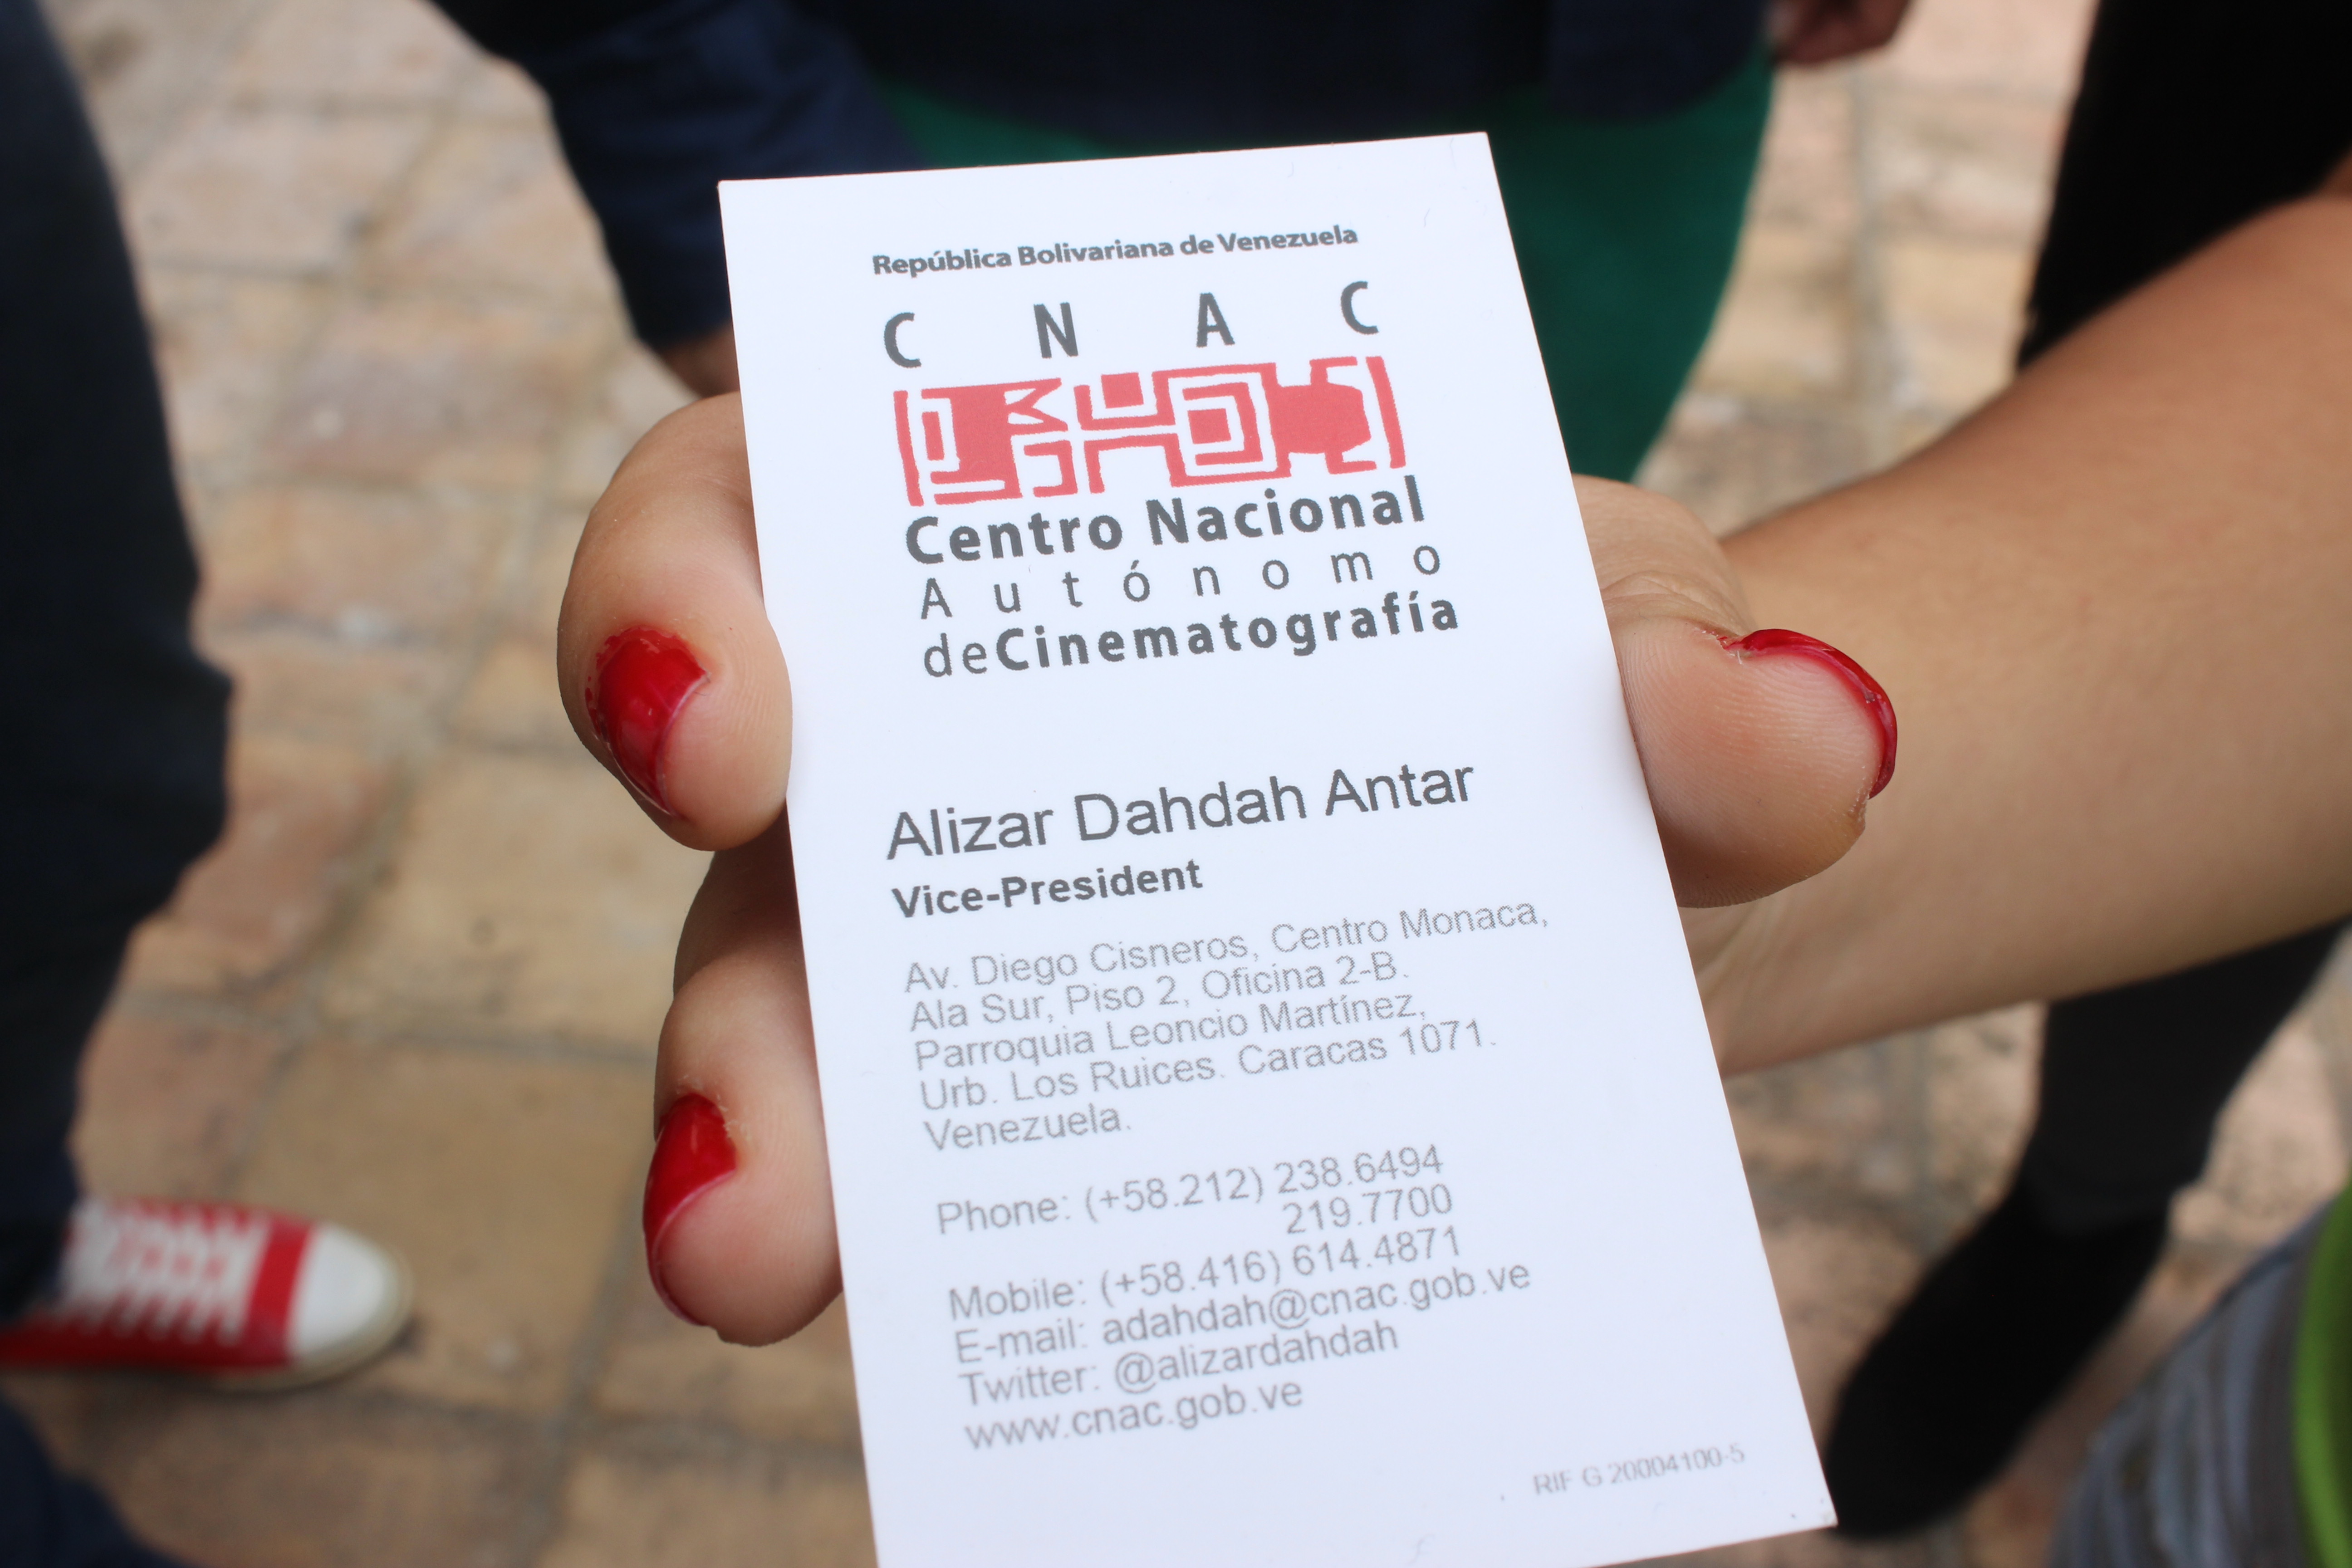 República Bolivariana de Venezuela
C N A C
Centro Nacional
Autónomo
deCinematografía
Alizar Dahdah Antar
Vice-President
Av. Diego Cisneros, Centro Monaca,
Ala Sur, Piso 2, Oficina 2-B.
Parroquia Leoncio Martínez,
Urb. Los Ruices. Caracas 1071.
Venezuela.
Phone: (+58.212) 238.6494
219.7700
Mobile: (+58.416) 614.4871
E-mail: adahdah@cnac.gob.ve
Twitter: @alizardahdah
www.cnac.gob.ve
RIF G 20004100-5